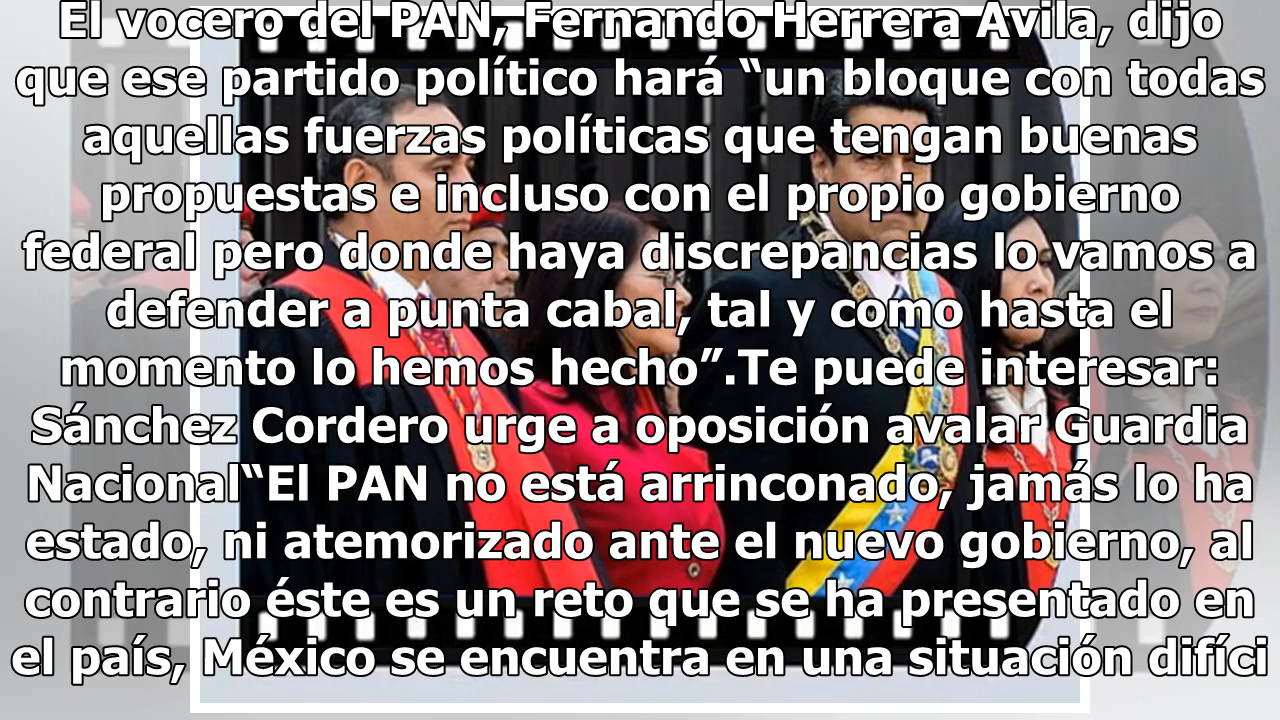 El vocero del PAN, Fernando Herrera Ávila, dijo
que ese partido político hará “un bloque con todas
aquellas fuerzas políticas que tengan buenas
propuestas e incluso con el propio gobierno
federal pero donde haya discrepancias lo vamos a
defender a punta cabal, tal y como hasta el
momento lo hemos hecho”.Te puede interesar:
Sánchez Cordero urge a oposición avalar Guardia
Nacional“El PAN no está arrinconado, jamás lo ha
estado, ni atemorizado ante el nuevo gobierno, al
contrario éste es un reto que se ha presentado en
el país, México se encuentra en una situación difíci